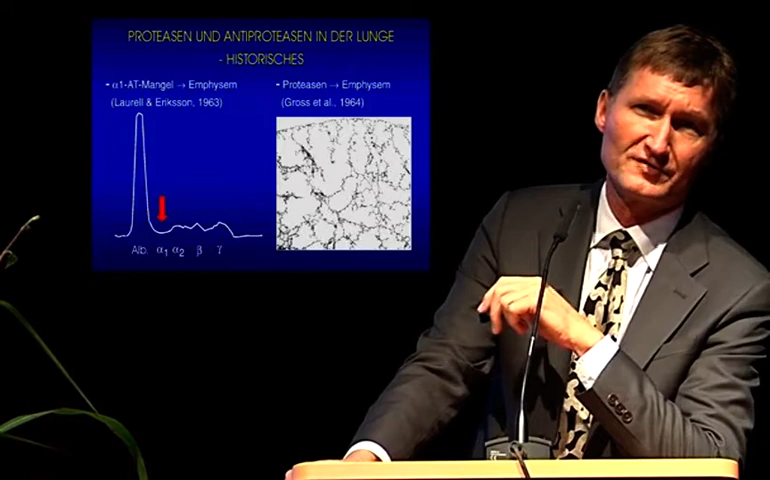 PROTEASEN UND ANTIPROTEASEN IN DER LUNGE
- HISTORISCHES
- α1-AT-Mangel → Emphysem
(Laurell & Eriksson, 1963)
- Proteasen → Emphysem
(Gross et al., 1964)
Alb. α1 α2 β γ